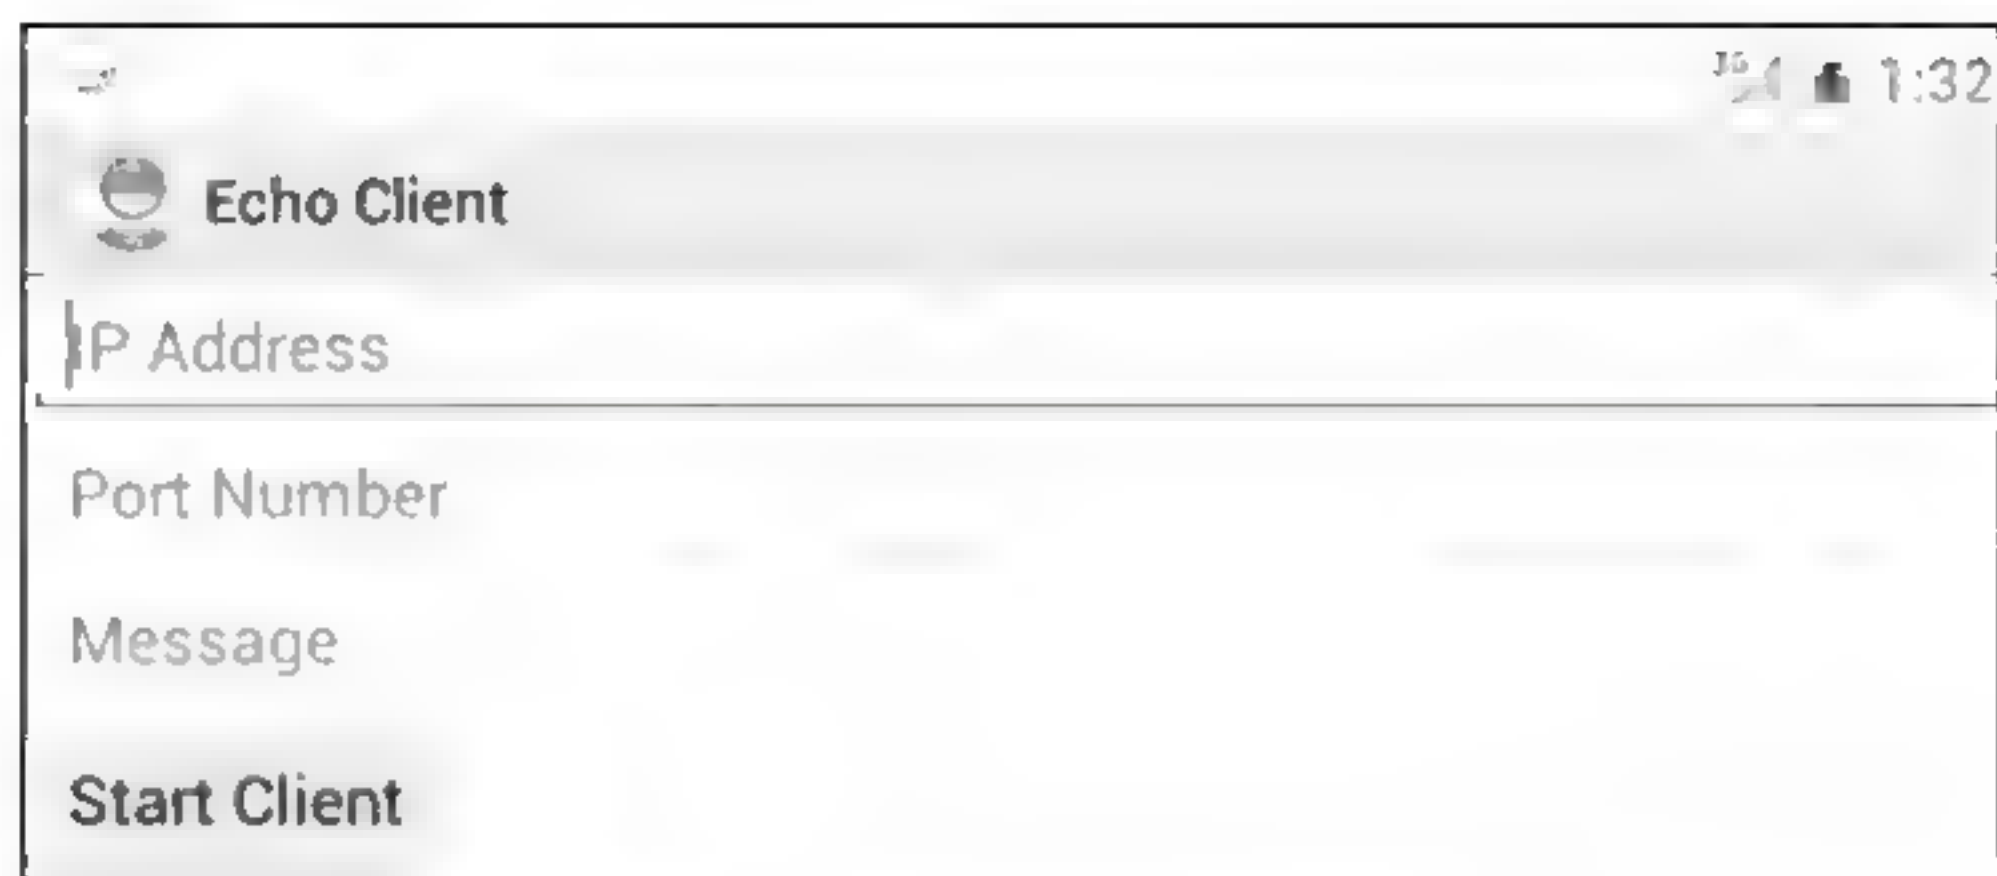 1:32
Echo Client
IP Address
Port Number
Message
Start Client